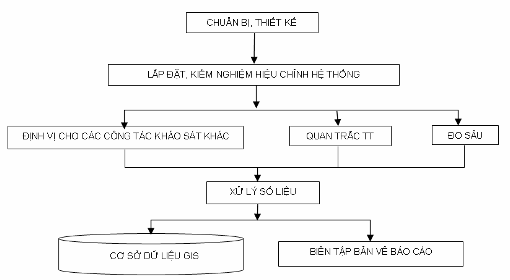 CHUẨN BỊ, THIẾT KẾ
LẮP ĐẶT, KIỂM NGHIỆM HIỆU CHỈNH HỆ THỐNG
ĐỊNH VỊ CHO CÁC CÔNG TÁC KHẢO SÁT KHÁC
QUAN TRẮC TT
ĐO SÂU
XỬ LÝ SỐ LIỆU
CƠ SỞ DỮ LIỆU GIS
BIÊN TẬP BẢN VẼ BÁO CÁO